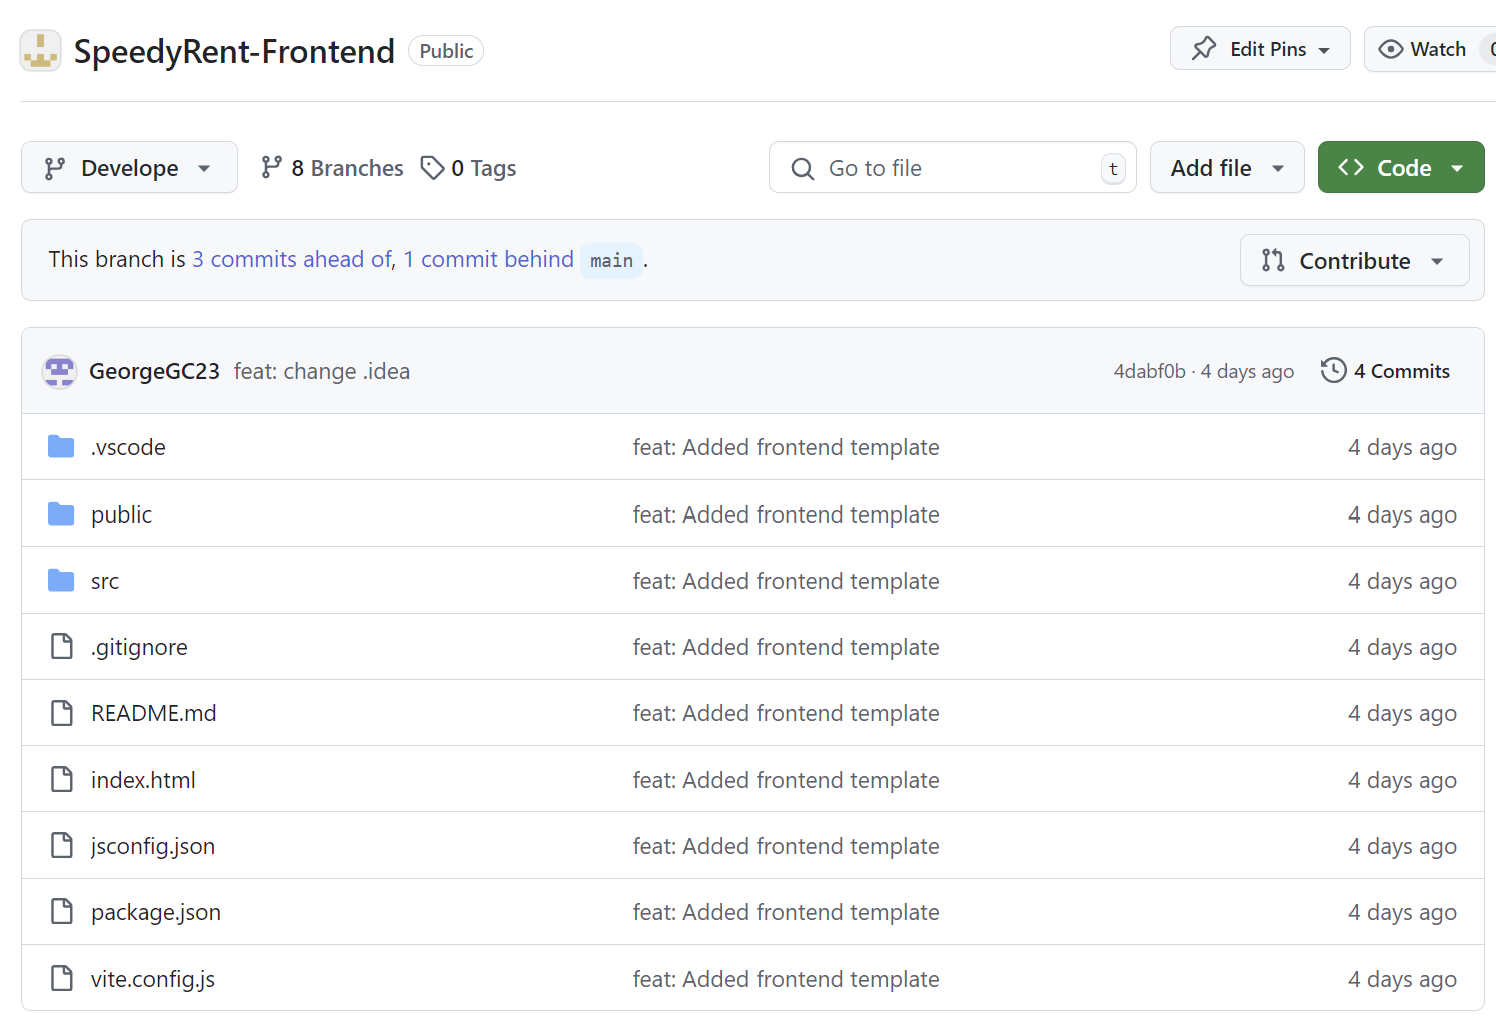 SpeedyRent-Frontend Public Edit Pins Watch
Develope 8 Branches 0 Tags Go to file t Add file Code
This branch is 3 commits ahead of, 1 commit behind main .
Contribute
GeorgeGC23 feat: change .idea 4dabf0b · 4 days ago 4 Commits
.vscode feat: Added frontend template 4 days ago
public feat: Added frontend template 4 days ago
src feat: Added frontend template 4 days ago
.gitignore feat: Added frontend template 4 days ago
README.md feat: Added frontend template 4 days ago
index.html feat: Added frontend template 4 days ago
jsconfig.json feat: Added frontend template 4 days ago
package.json feat: Added frontend template 4 days ago
vite.config.js feat: Added frontend template 4 days ago